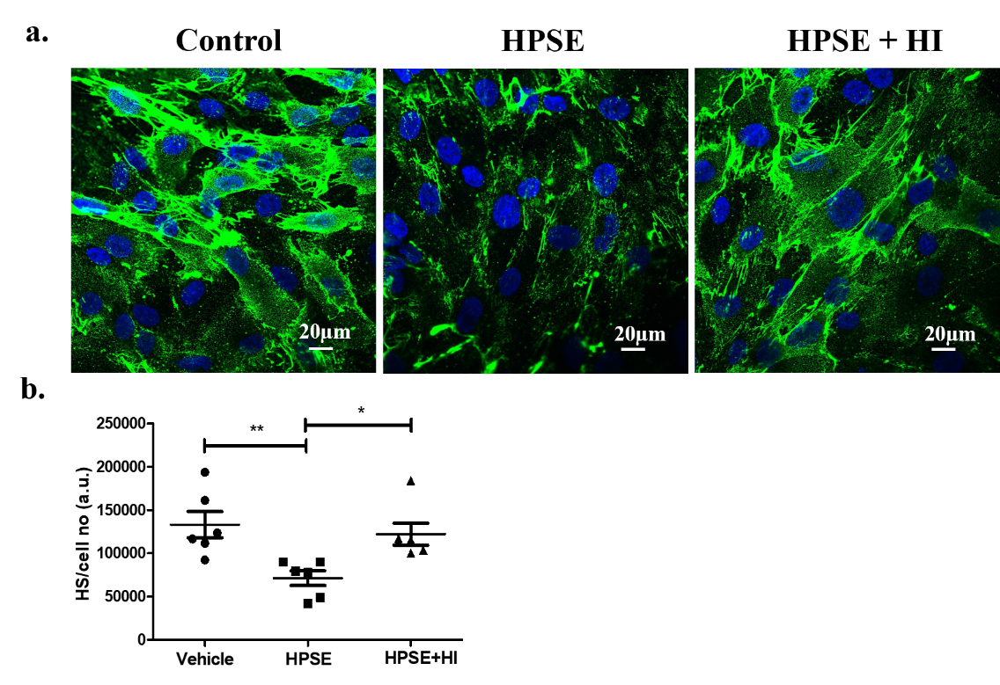 a.
Control HPSE HPSE + HI
20μm 20μm 20μm
b.
HS/cell no (a.u.)
250000
200000
150000
100000
50000
0
** *
Vehicle HPSE HPSE+HI